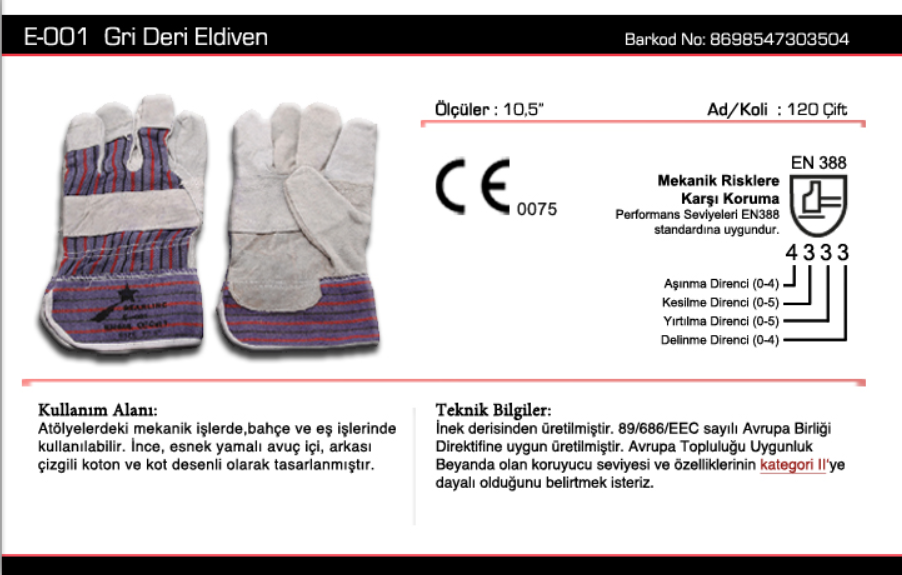 E-001 Gri Deri Eldiven
Barkod No: 8698547303504
Ölçüler : 10,5”
Ad/Koli : 120 Çift
CE 0075
EN 388
Mekanik Risklere
Karşı Koruma
Performans Seviyeleri EN388
standardına uygundur.
4 3 3 3
Aşınma Direnci (0-4)
Kesilme Direnci (0-5)
Yırtılma Direnci (0-5)
Delinme Direnci (0-4)
STARLINE
E-001
Kullanım Alanı:
Atölyelerdeki mekanik işlerde,bahçe ve eş işlerinde
kullanılabilir. İnce, esnek yamalı avuç içi, arkası
çizgili koton ve kot desenli olarak tasarlanmıştır.
Teknik Bilgiler:
İnek derisinden üretilmiştir. 89/686/EEC sayılı Avrupa Birliği
Direktifine uygun üretilmiştir. Avrupa Topluluğu Uygunluk
Beyanda olan koruyucu seviyesi ve özelliklerinin kategori II'ye
dayalı olduğunu belirtmek isteriz.